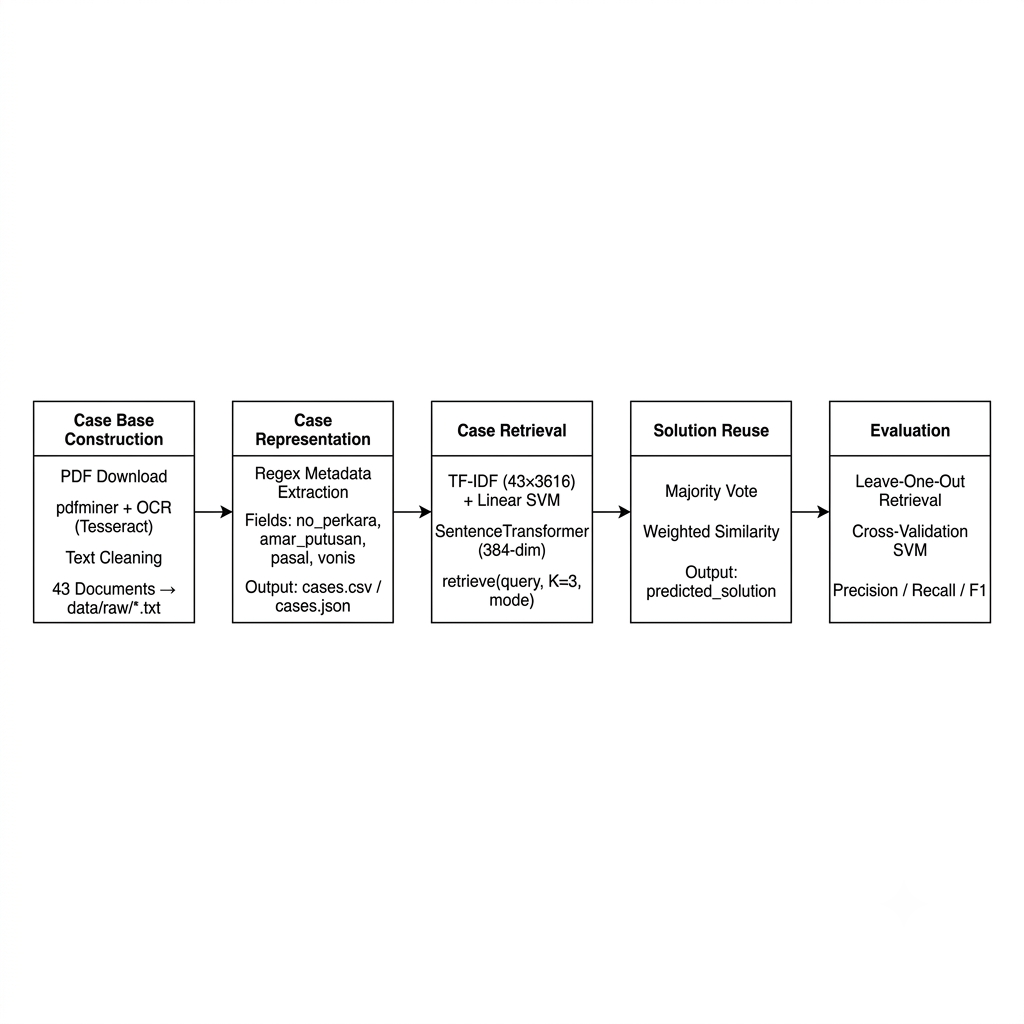 Case Base
Construction
PDF Download
pdfminer + OCR
(Tesseract)
Text Cleaning
43 Documents →
data/raw/*.txt
Case
Representation
Regex Metadata
Extraction
Fields: no_perkara,
amar_putusan,
pasal, vonis
Output: cases.csv /
cases.json
Case Retrieval
TF-IDF (43×3616)
+ Linear SVM
SentenceTransformer
(384-dim)
retrieve(query, K=3,
mode)
Solution Reuse
Majority Vote
Weighted Similarity
Output:
predicted_solution
Evaluation
Leave-One-Out
Retrieval
Cross-Validation
SVM
Precision / Recall / F1